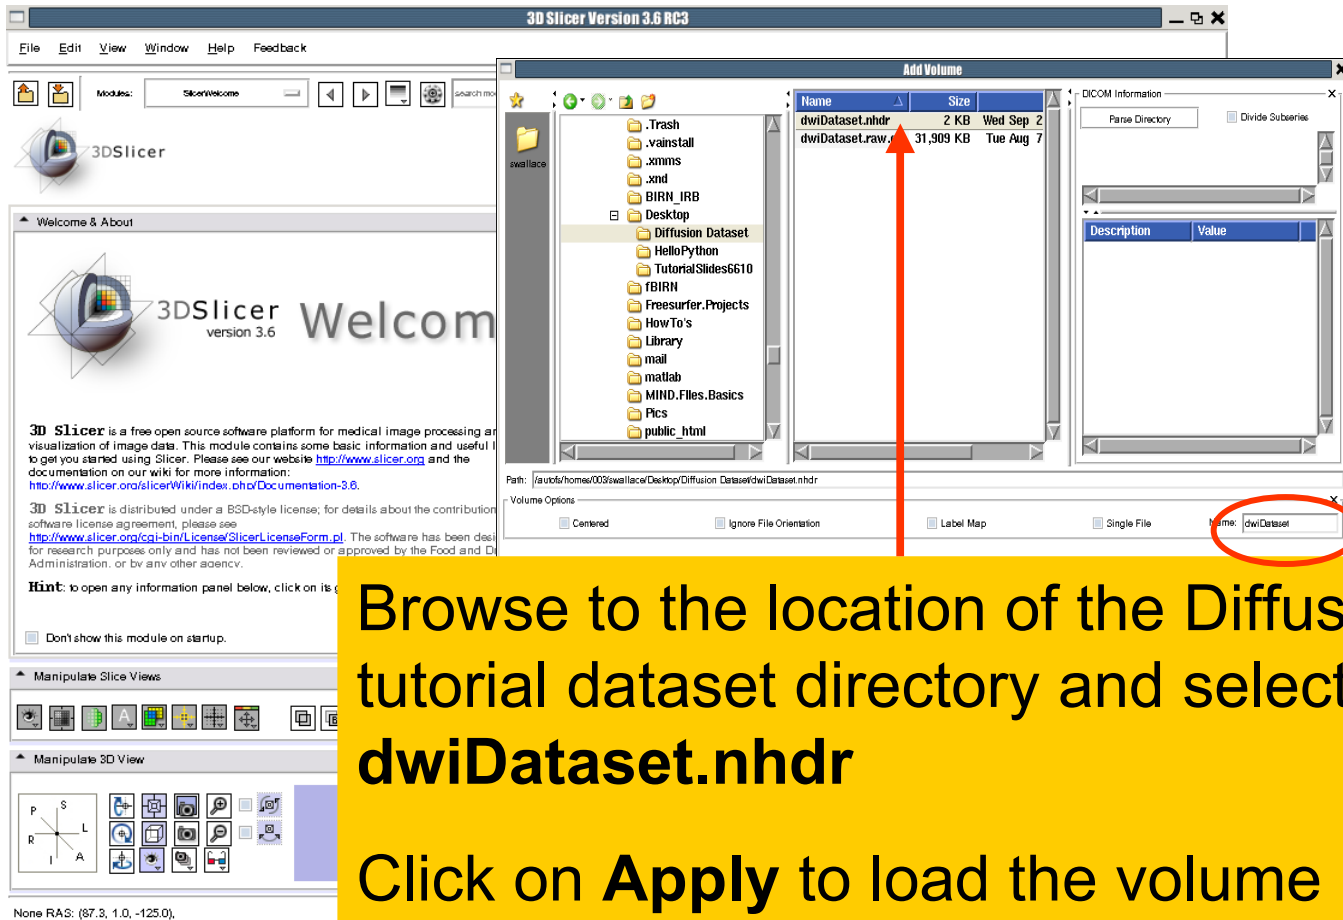 3D Slicer Version 3.6 RC3
File Edit View Window Help Feedback
Modules: SlicerWelcome search mo
3DSlicer
Welcome & About
3DSlicer
version 3.6
Welcom
3D Slicer is a free open source software platform for medical image processing an
visualization of image data. This module contains some basic information and useful l
to get you started using Slicer. Please see our website http://www.slicer.org and the
documentation on our wiki for more information:
http://www.slicer.org/slicerWiki/index.php/Documentation-3.6.
3D Slicer is distributed under a BSD-style license; for details about the contribution
software license agreement, please see
http://www.slicer.org/cgi-bin/License/SlicerLicenseForm.pl. The software has been desi
for research purposes only and has not been reviewed or approved by the Food and D
Administration, or by any other agency.
Hint: to open any information panel below, click on its g
Don't show this module on startup.
Manipulate Slice Views
A
Manipulate 3D View
P S
R L
I A
None RAS: (87.3, 1.0, -125.0),
Add Volume
swallace
.Trash
.vainstall
.xmms
.xnd
BIRN_IRB
Desktop
Diffusion Dataset
HelloPython
TutorialSlides6610
fBIRN
Freesurfer.Projects
HowTo's
Library
mail
matlab
MIND.FIles.Basics
Pics
public_html
Name Size
dwiDataset.nhdr 2 KB Wed Sep 2
dwiDataset.raw. 31,909 KB Tue Aug 7
DICOM Information
Parse Directory Divide Subseries
Description Value
Path: /autofs/homes/003/swallace/Desktop/Diffusion Dataset/dwiDataset.nhdr
Volume Options
Centered Ignore File Orientation Label Map Single File Name: dwiDataset
Browse to the location of the Diffus
tutorial dataset directory and select
dwiDataset.nhdr
Click on Apply to load the volume